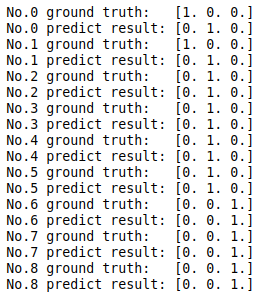 No.0 ground truth:   [1. 0. 0.]
No.0 predict result: [0. 1. 0.]
No.1 ground truth:   [1. 0. 0.]
No.1 predict result: [0. 1. 0.]
No.2 ground truth:   [0. 1. 0.]
No.2 predict result: [0. 1. 0.]
No.3 ground truth:   [0. 1. 0.]
No.3 predict result: [0. 1. 0.]
No.4 ground truth:   [0. 1. 0.]
No.4 predict result: [0. 1. 0.]
No.5 ground truth:   [0. 1. 0.]
No.5 predict result: [0. 1. 0.]
No.6 ground truth:   [0. 0. 1.]
No.6 predict result: [0. 0. 1.]
No.7 ground truth:   [0. 0. 1.]
No.7 predict result: [0. 0. 1.]
No.8 ground truth:   [0. 0. 1.]
No.8 predict result: [0. 0. 1.]